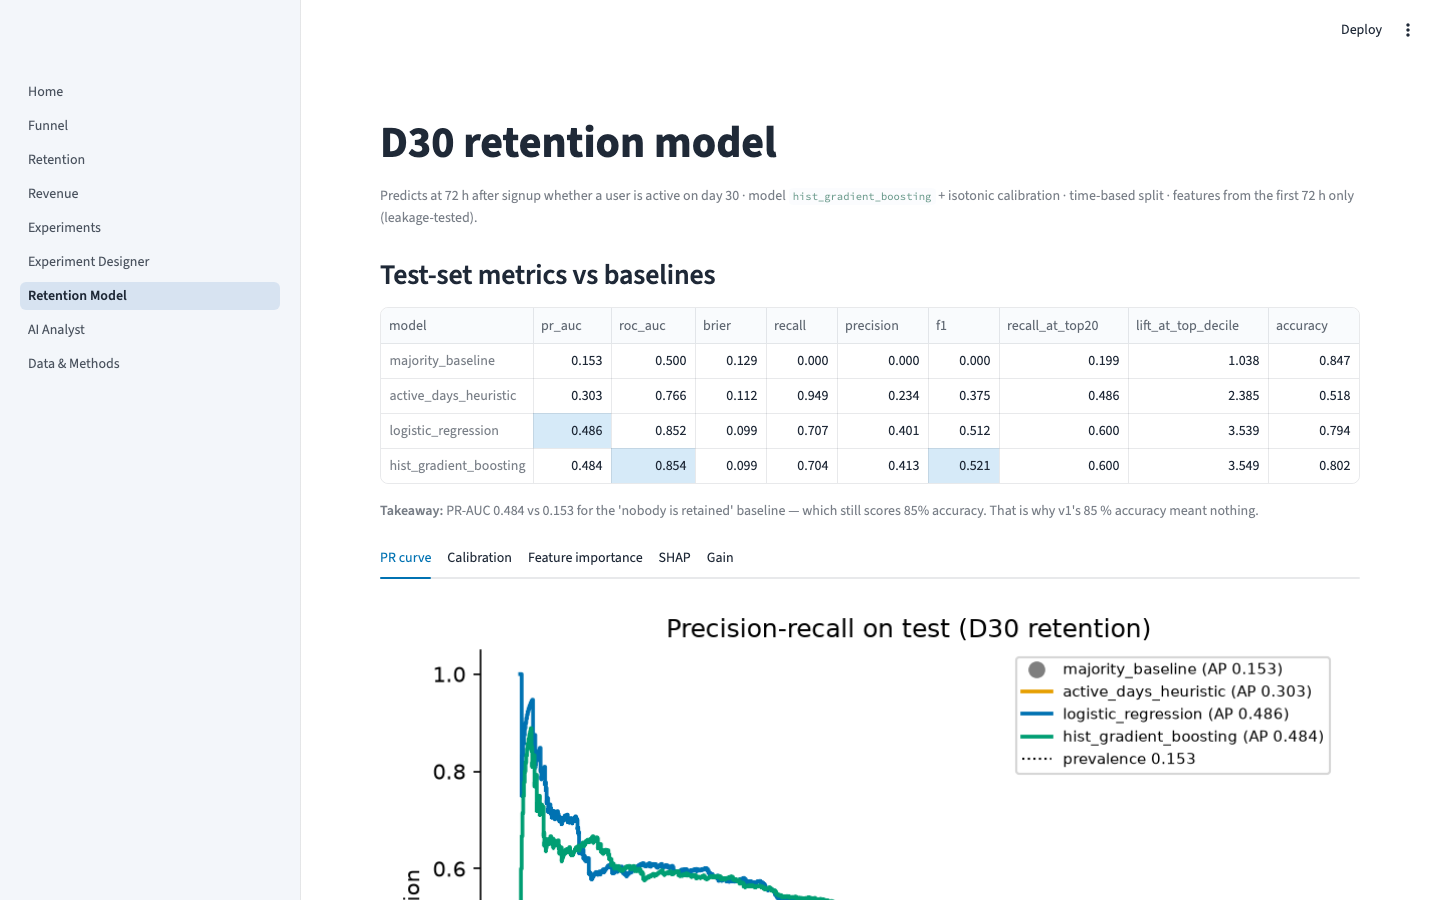 Deploy
Home
Funnel
Retention
Revenue
Experiments
Experiment Designer
Retention Model
AI Analyst
Data & Methods
D30 retention model
Predicts at 72 h after signup whether a user is active on day 30 · model hist_gradient_boosting + isotonic calibration · time-based split · features from the first 72 h only
(leakage-tested).
Test-set metrics vs baselines
model pr_auc roc_auc brier recall precision f1 recall_at_top20 lift_at_top_decile accuracy
majority_baseline 0.153 0.500 0.129 0.000 0.000 0.000 0.199 1.038 0.847
active_days_heuristic 0.303 0.766 0.112 0.949 0.234 0.375 0.486 2.385 0.518
logistic_regression 0.486 0.852 0.099 0.707 0.401 0.512 0.600 3.539 0.794
hist_gradient_boosting 0.484 0.854 0.099 0.704 0.413 0.521 0.600 3.549 0.802
Takeaway: PR-AUC 0.484 vs 0.153 for the 'nobody is retained' baseline — which still scores 85% accuracy. That is why v1's 85 % accuracy meant nothing.
PR curve Calibration Feature importance SHAP Gain
Precision-recall on test (D30 retention)
majority_baseline (AP 0.153)
active_days_heuristic (AP 0.303)
logistic_regression (AP 0.486)
hist_gradient_boosting (AP 0.484)
prevalence 0.153
1.0
0.8
0.6